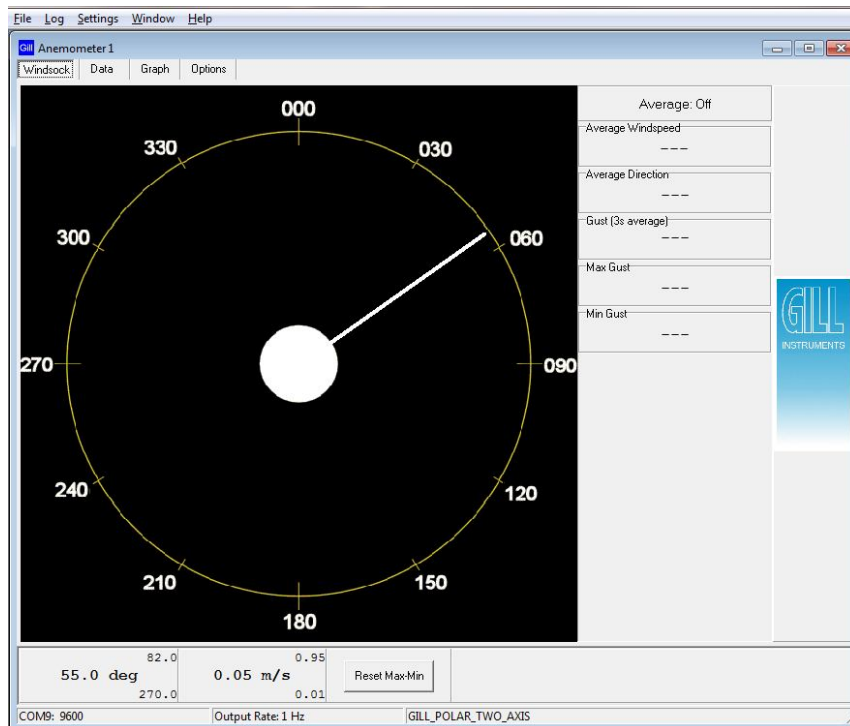 File Log Settings Window Help
Gill Anemometer 1
Windsock Data Graph Options
000
330 030
300 060
270 090
240 120
210 150
180
Average: Off
Average Windspeed
---
Average Direction
---
Gust (3s average)
---
Max Gust
---
Min Gust
---
GILL
INSTRUMENTS
82.0 0.95
55.0 deg 0.05 m/s Reset Max-Min
270.0 0.01
COM9: 9600 Output Rate: 1 Hz GILL_POLAR_TWO_AXIS